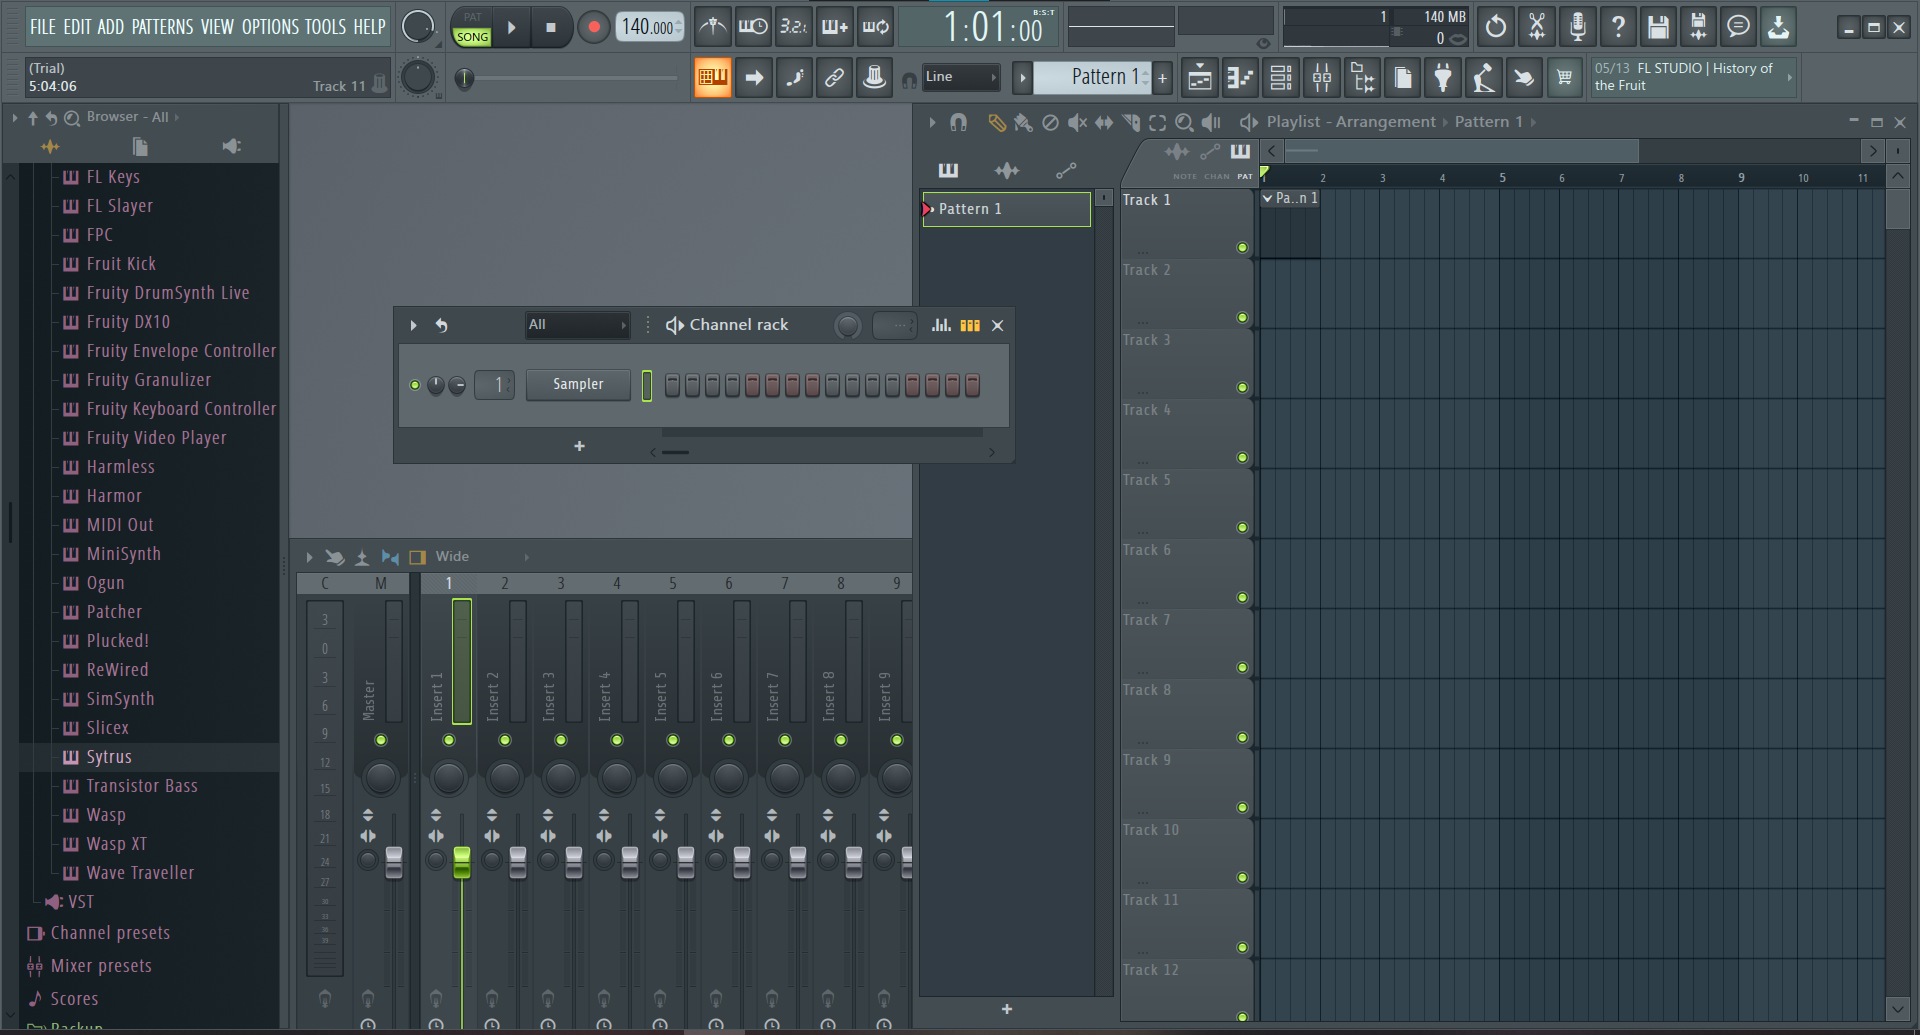 FILE EDIT ADD PATTERNS VIEW OPTIONS TOOLS HELP
PAT
SONG
140.000
3.2.
1:01:00
B:S:T
1
140 MB
0
(Trial)
5:04:06
Track 11
Line
Pattern 1
05/13 FL STUDIO | History of
the Fruit
Browser - All
FL Keys
FL Slayer
FPC
Fruit Kick
Fruity DrumSynth Live
Fruity DX10
Fruity Envelope Controller
Fruity Granulizer
Fruity Keyboard Controller
Fruity Video Player
Harmless
Harmor
MIDI Out
MiniSynth
Ogun
Patcher
Plucked!
ReWired
SimSynth
Slicex
Sytrus
Transistor Bass
Wasp
Wasp XT
Wave Traveller
VST
Channel presets
Mixer presets
Scores
Backup
All
Channel rack
1
Sampler
Wide
C M 1 2 3 4 5 6 7 8 9
3
0
3
6
9
12
15
18
21
24
27
30
33
36
39
Master
Insert 1
Insert 2
Insert 3
Insert 4
Insert 5
Insert 6
Insert 7
Insert 8
Insert 9
Playlist - Arrangement
Pattern 1
NOTE CHAN PAT
1 2 3 4 5 6 7 8 9 10 11
Pattern 1
Pa..n 1
Track 1
Track 2
Track 3
Track 4
Track 5
Track 6
Track 7
Track 8
Track 9
Track 10
Track 11
Track 12